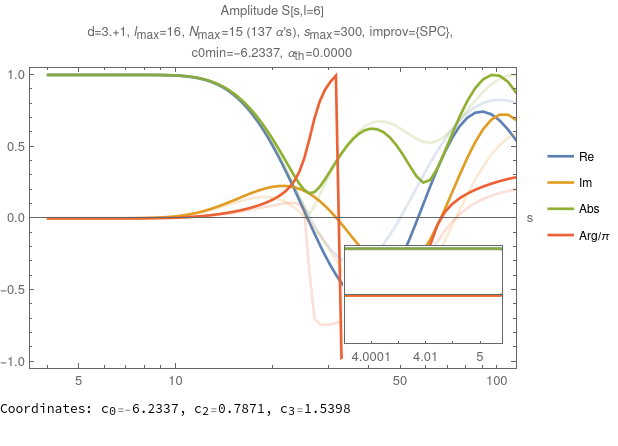 Amplitude S[s,l=6]
d=3.+1, lmax=16, Nmax=15 (137 α's), smax=300, improv={SPC},
c0min=−6.2337, αth=0.0000
1.0
0.5
0.0
−0.5
−1.0
5
10
50
100
s
Re
Im
Abs
Arg/π
4.0001
4.01
5
Coordinates: c0=-6.2337, c2=0.7871, c3=1.5398